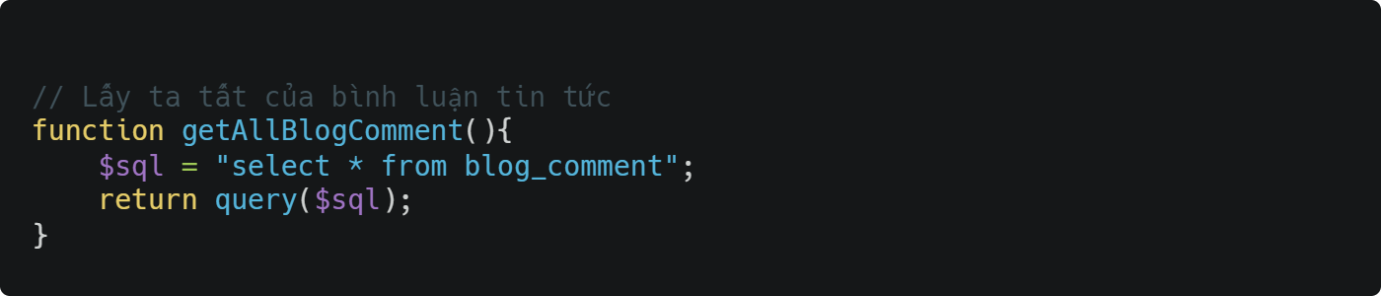 // Lấy ta tất của bình luận tin tức
function getAllBlogComment(){
    $sql = "select * from blog_comment";
    return query($sql);
}